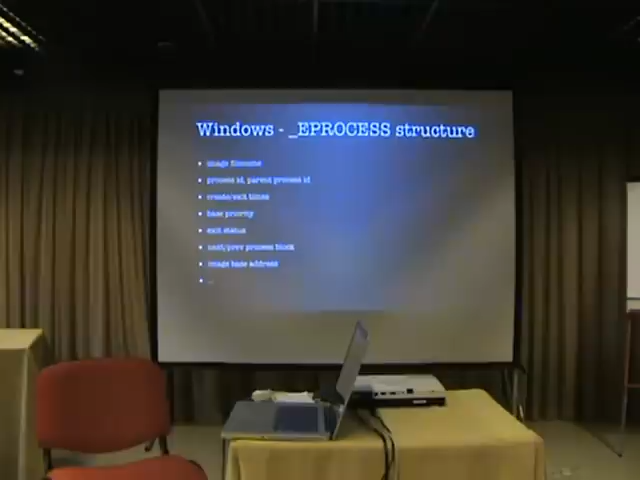 Windows - _EPROCESS structure
• image filename
• process id, parent process id
• create/exit times
• base priority
• exit status
• next/prev process block
• image base address
• ...